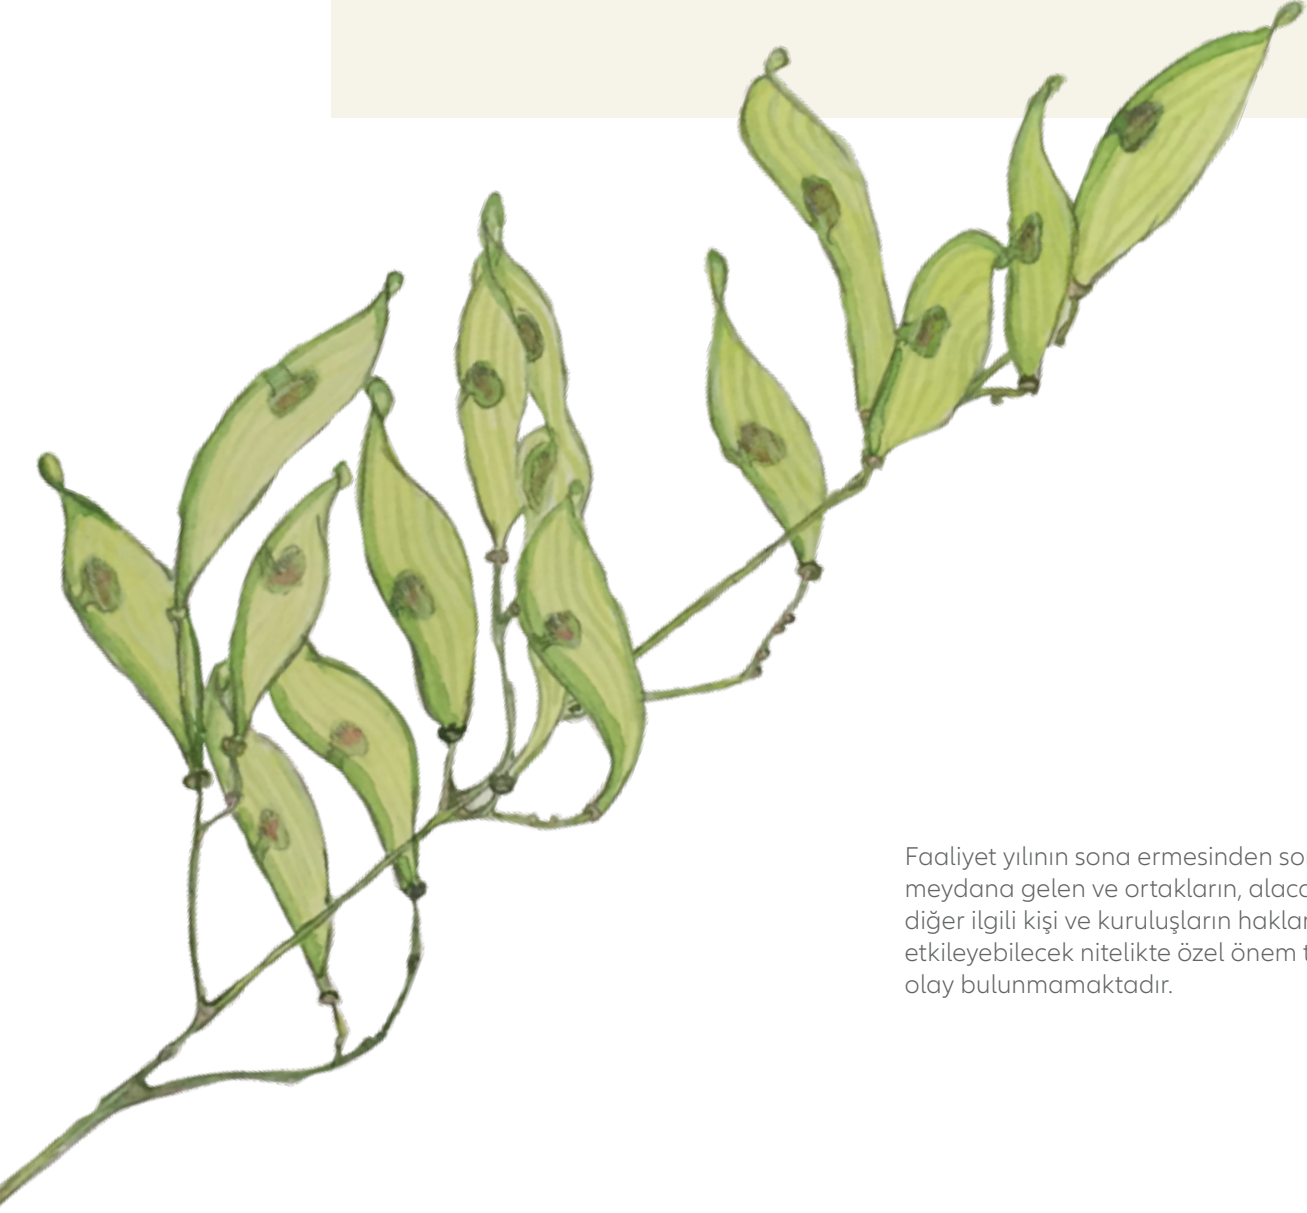 Faaliyet yılının sona ermesinden
meydana gelen ve ortakların,
diğer ilgili kişi ve kuruluşların
etkileyebilecek nitelikte özel önem
olay bulunmamaktadır.